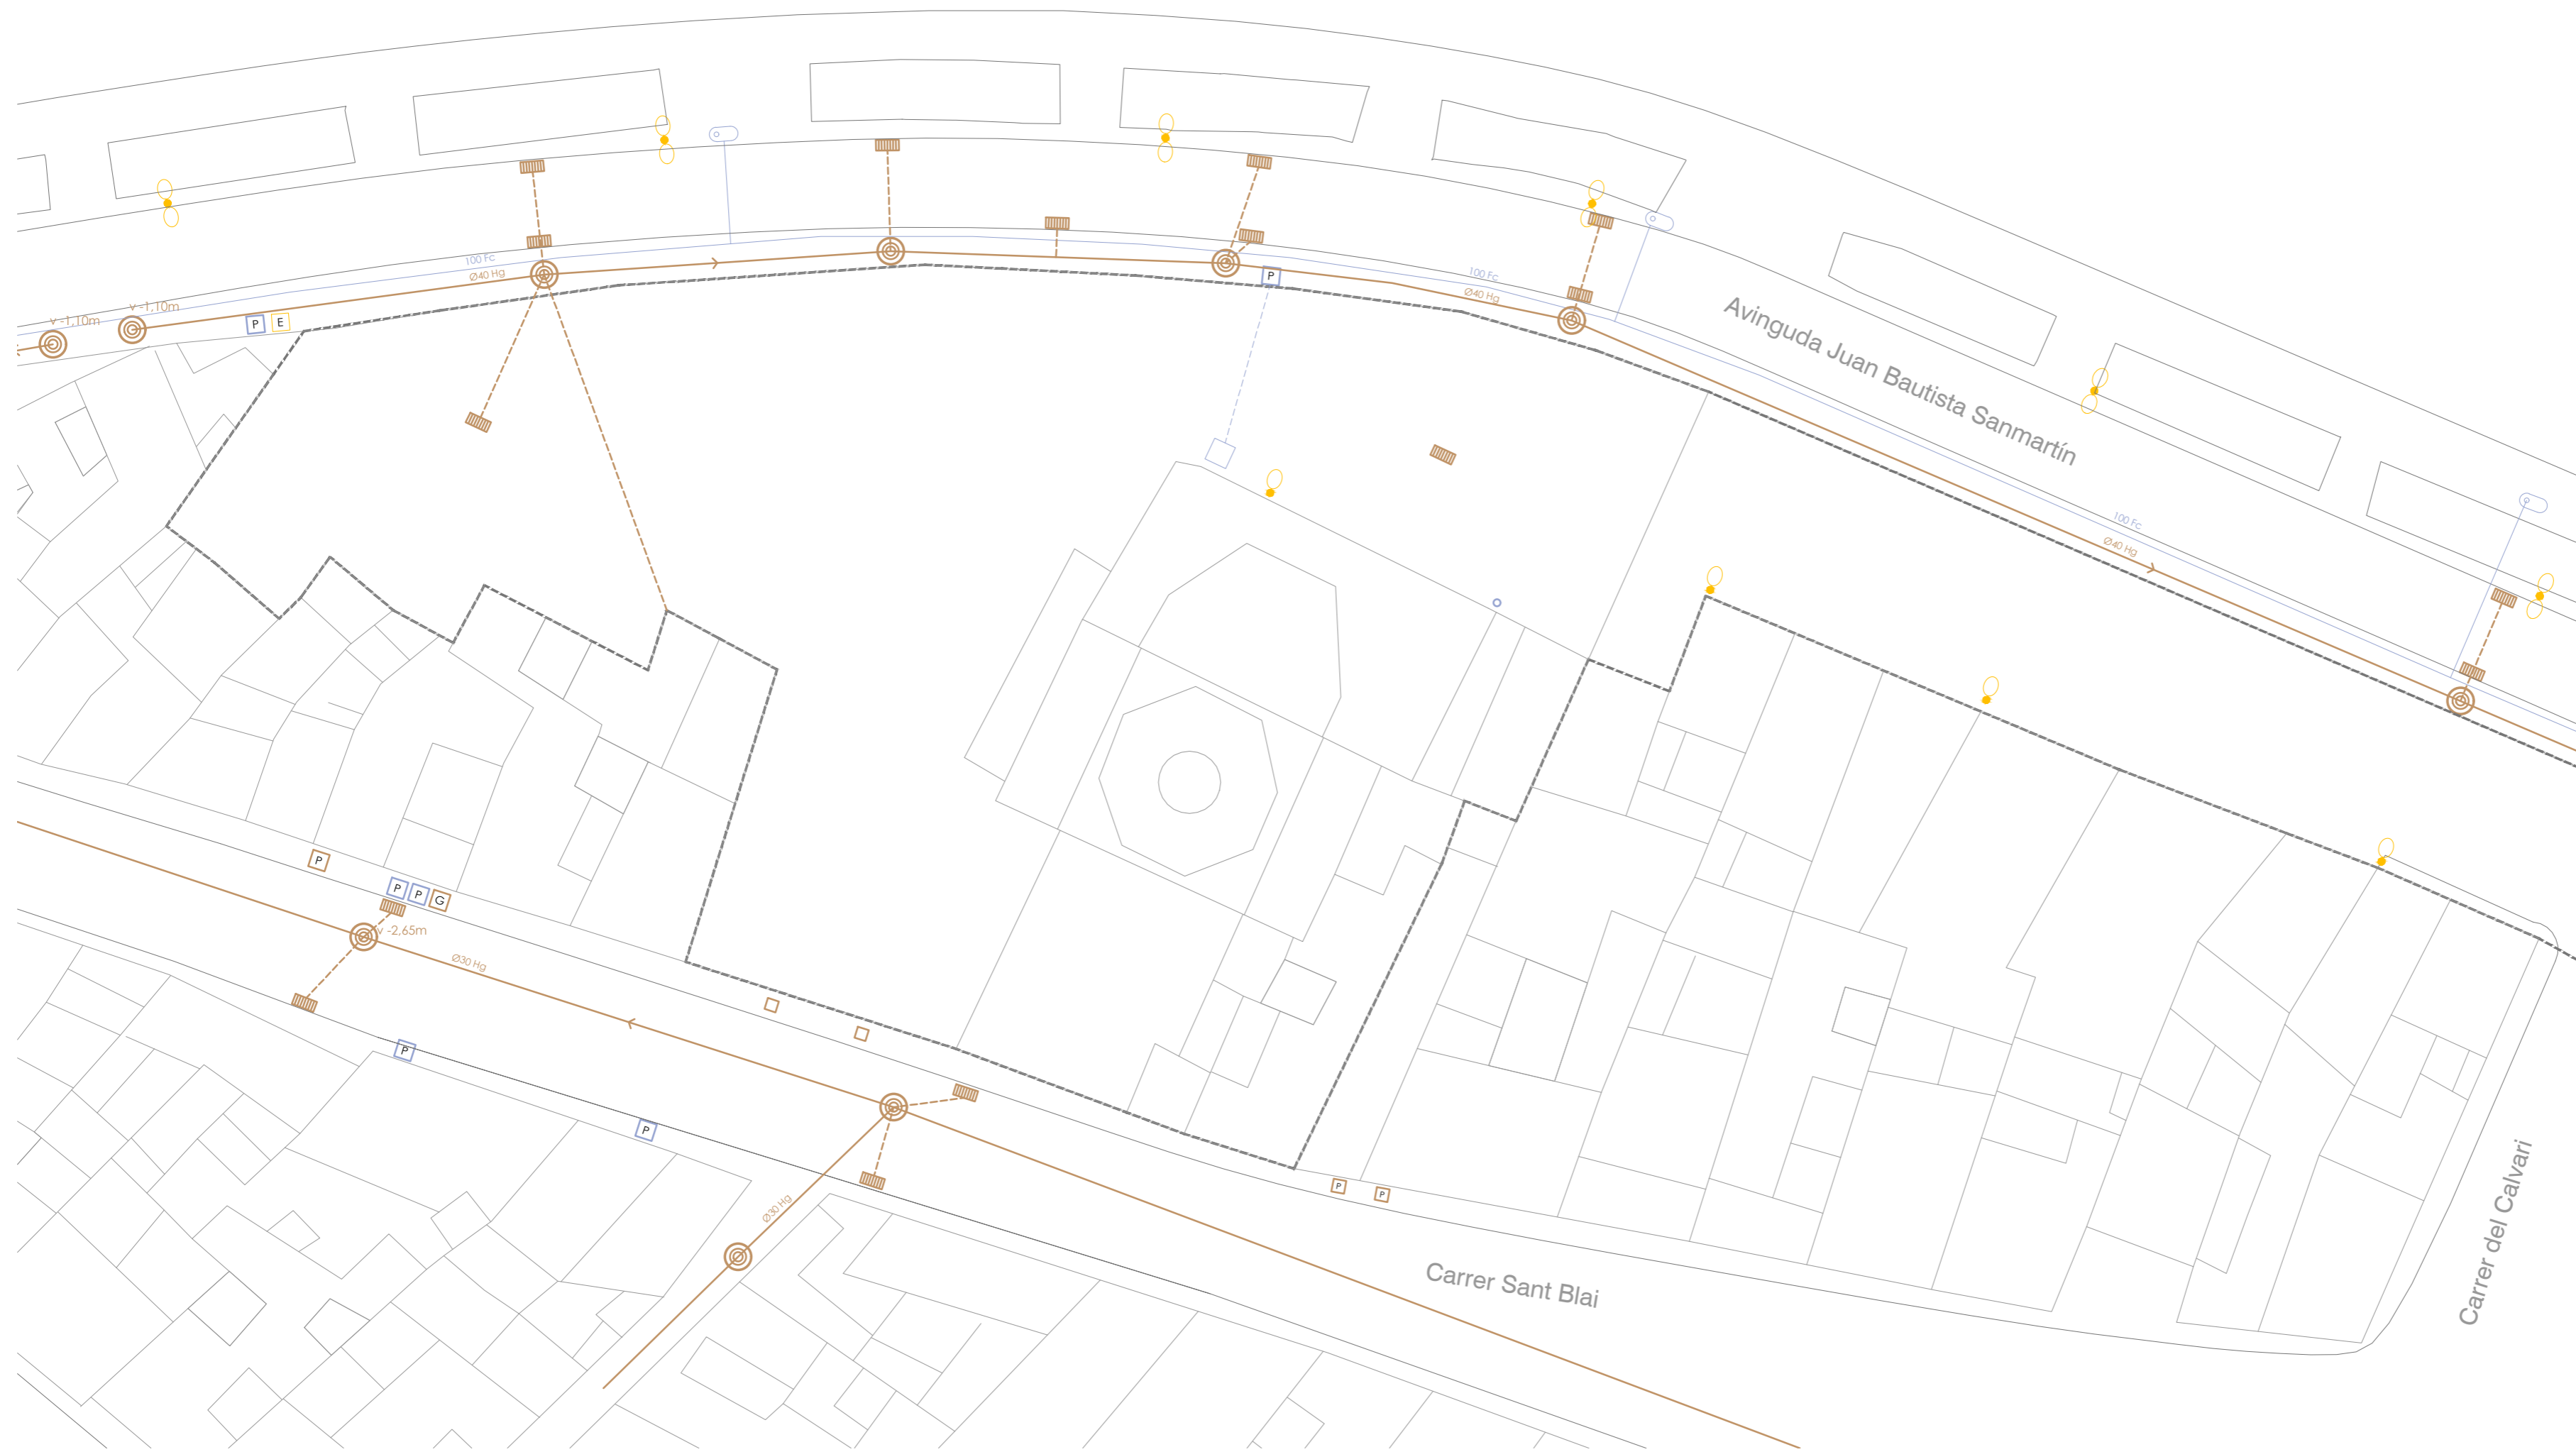 100 Fc
Ø40 Hg
v -1,10m
v -1,10m
P
E
P
100 Fc
Ø40 Hg
Avinguda Juan Bautista Sanmartín
100 Fc
Ø40 Hg
P
P
P
G
v -2,65m
Ø30 Hg
P
P
Ø30 Hg
P
P
Carrer Sant Blai
Carrer del Calvari